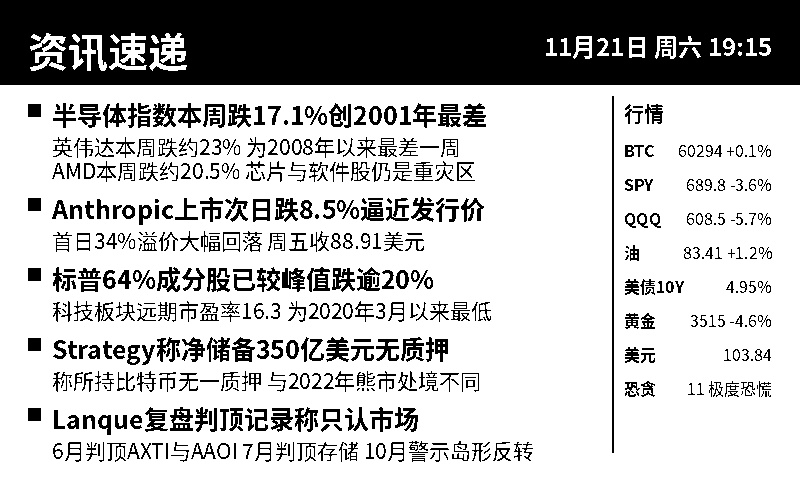 资讯速递
11月21日 周六 19:15
半导体指数本周跌17.1%创2001年最差
英伟达本周跌约23% 为2008年以来最差一周
AMD本周跌约20.5% 芯片与软件股仍是重灾区
Anthropic上市次日跌8.5%逼近发行价
首日34%溢价大幅回落 周五收88.91美元
标普64%成分股已较峰值跌逾20%
科技板块远期市盈率16.3 为2020年3月以来最低
Strategy称净储备350亿美元无质押
称所持比特币无一质押 与2022年熊市处境不同
Lanque复盘判顶记录称只认市场
6月判顶AXTI与AAOI 7月判顶存储 10月警示岛形反转
行情
BTC 60294 +0.1%
SPY 689.8 -3.6%
QQQ 608.5 -5.7%
油 83.41 +1.2%
美债10Y 4.95%
黄金 3515 -4.6%
美元 103.84
恐贪 11 极度恐慌